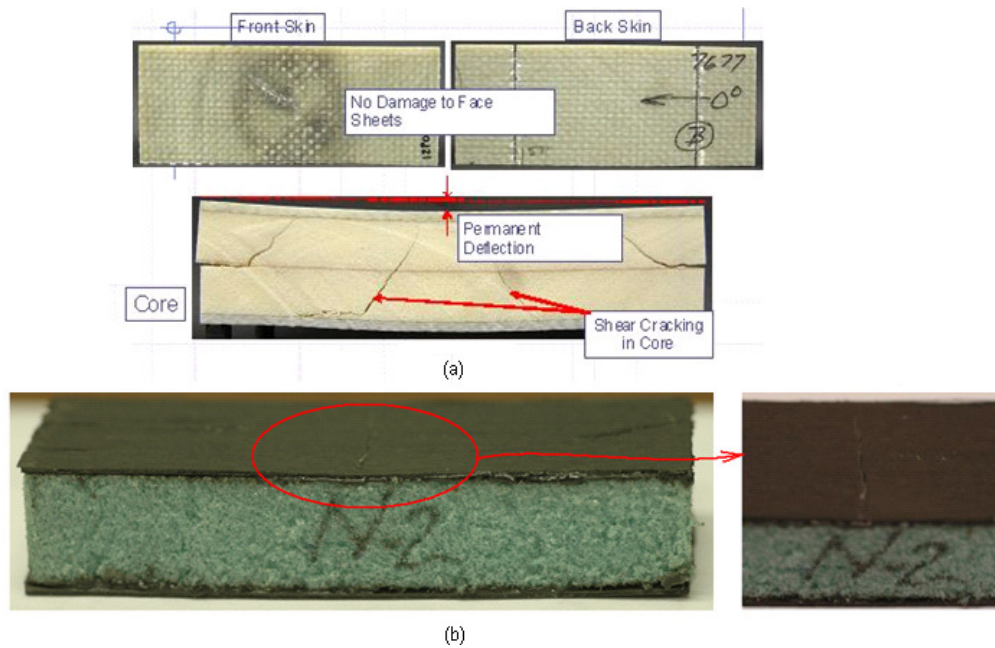 Front Skin
Back Skin
7677
0°
B
No Damage to Face
Sheets
Permanent
Deflection
Core
Shear Cracking
in Core
(a)
N-2
N-2
(b)